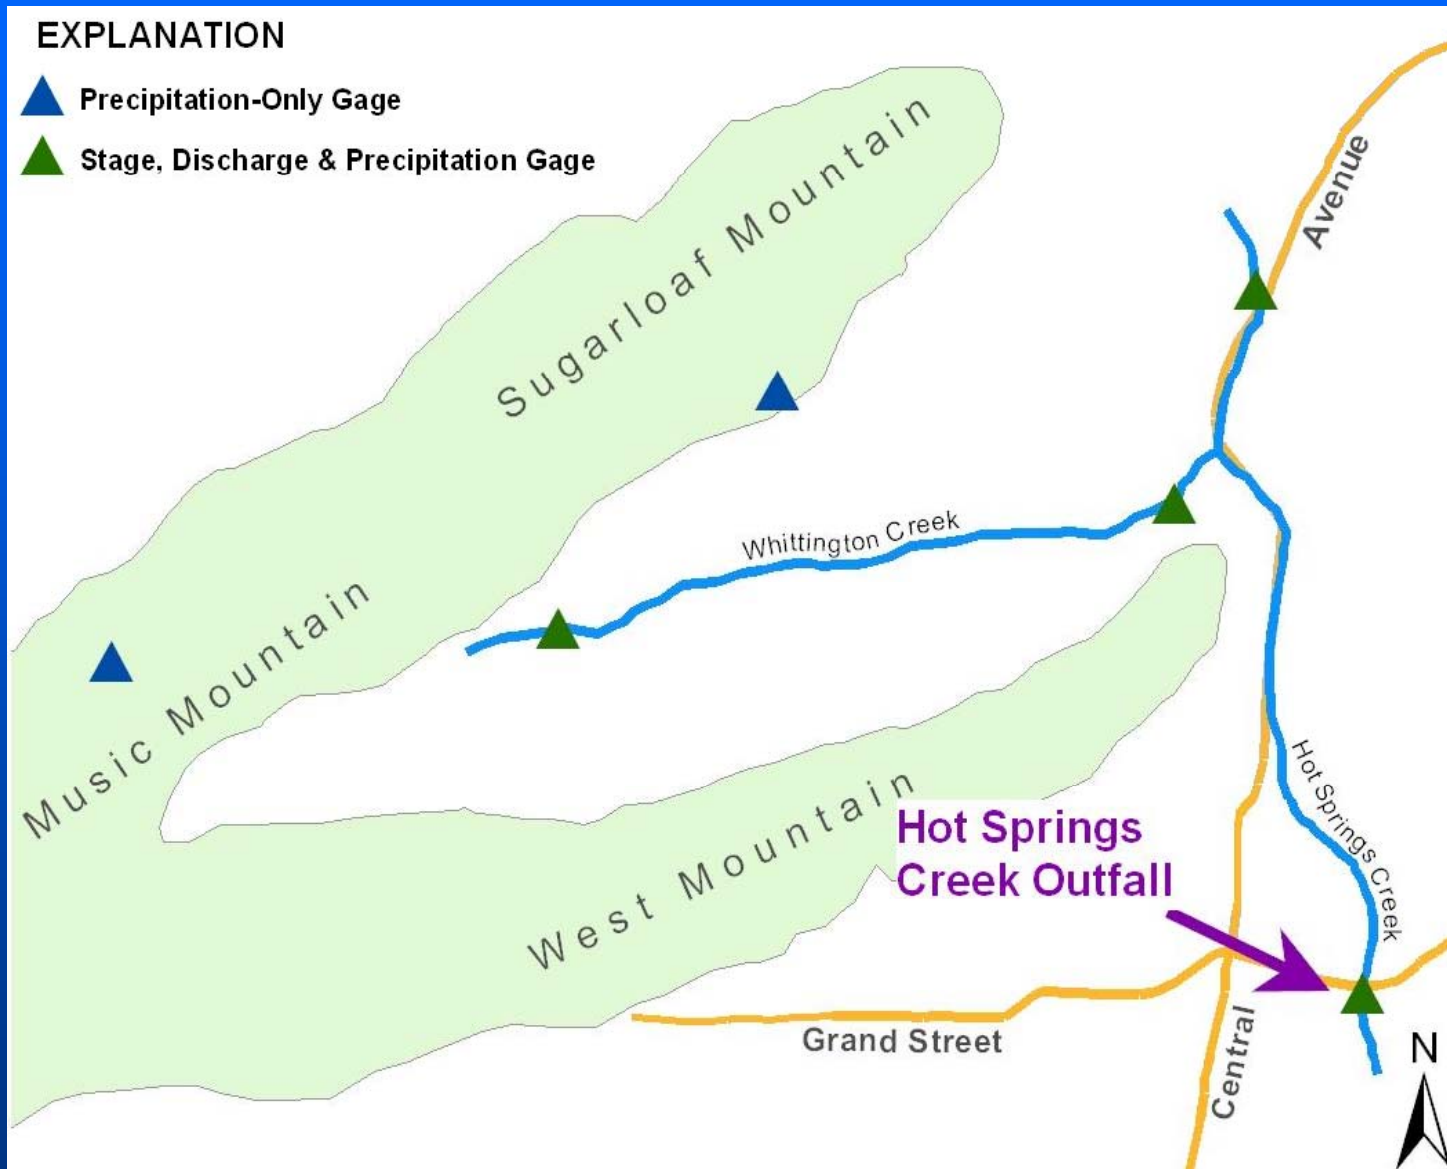 EXPLANATION
Precipitation-Only Gage
Stage, Discharge & Precipitation Gage
Sugarloaf Mountain
Avenue
Whittington Creek
Music Mountain
West Mountain
Hot Springs Creek
Hot Springs
Creek Outfall
Grand Street
Central
N